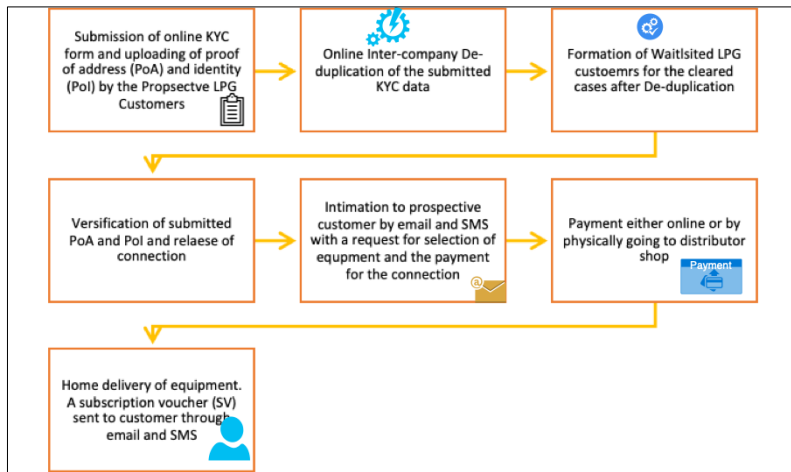 Submission of online KYC
form and uploading of proof
of address (PoA) and identity
(PoI) by the Propsectve LPG
Customers
Online Inter-company De-
duplication of the submitted
KYC data
Formation of Waitlsited LPG
custoemrs for the cleared
cases after De-duplication
Versification of submitted
PoA and PoI and relaese of
connection
Intimation to prospective
customer by email and SMS
with a request for selection of
equpment and the payment
for the connection
@
Payment either online or by
physically going to distributor
shop
Payment
Home delivery of equipment.
A subscription voucher (SV)
sent to customer through
email and SMS